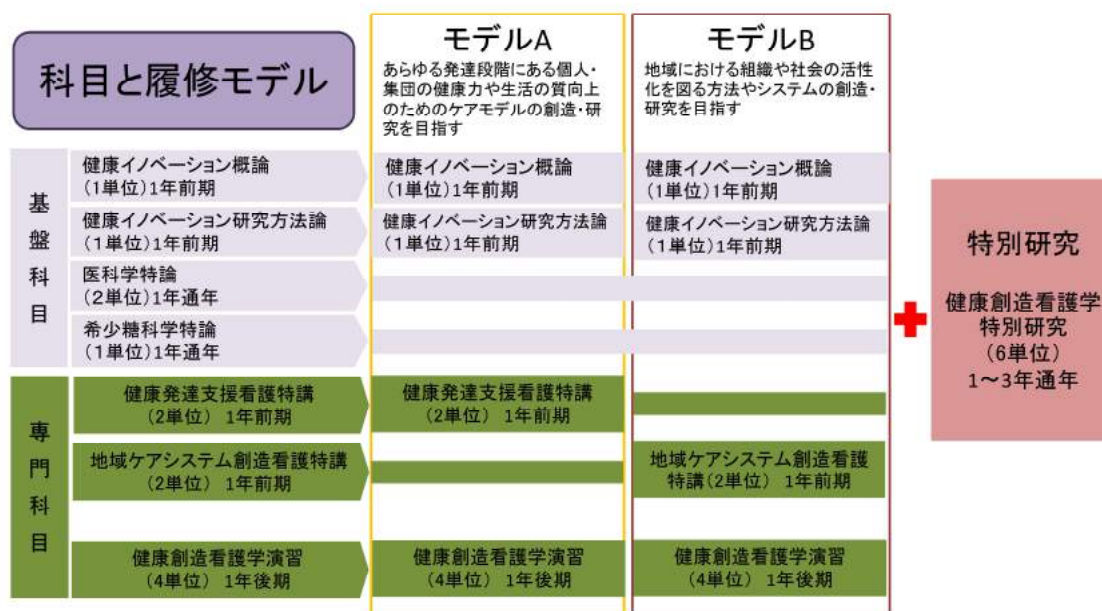 科目と履修モデル
モデルA
あらゆる発達段階にある個人・
集団の健康力や生活の質向上
のためのケアモデルの創造・研
究を目指す
モデルB
地域における組織や社会の活性
化を図る方法やシステムの創造・
研究を目指す
基盤科目
健康イノベーション概論
(1単位)1年前期
健康イノベーション概論
(1単位)1年前期
健康イノベーション概論
(1単位)1年前期
健康イノベーション研究方法論
(1単位)1年前期
健康イノベーション研究方法論
(1単位)1年前期
健康イノベーション研究方法論
(1単位)1年前期
医科学特論
(2単位)1年通年
希少糖科学特論
(1単位)1年通年
専門科目
健康発達支援看護特講
(2単位) 1年前期
健康発達支援看護特講
(2単位) 1年前期
地域ケアシステム創造看護特講
(2単位) 1年前期
地域ケアシステム創造看護
特講(2単位) 1年前期
健康創造看護学演習
(4単位) 1年後期
健康創造看護学演習
(4単位) 1年後期
健康創造看護学演習
(4単位) 1年後期
特別研究
健康創造看護学
特別研究
(6単位)
1〜3年通年